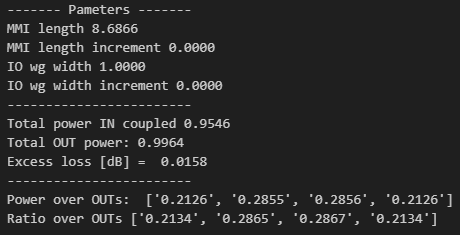 ------- Pameters -------
MMI length 8.6866
MMI length increment 0.0000
IO wg width 1.0000
IO wg width increment 0.0000
------------------------
Total power IN coupled 0.9546
Total OUT power: 0.9964
Excess loss [dB] =  0.0158
------------------------
Power over OUTs:  ['0.2126', '0.2855', '0.2856', '0.2126']
Ratio over OUTs ['0.2134', '0.2865', '0.2867', '0.2134']